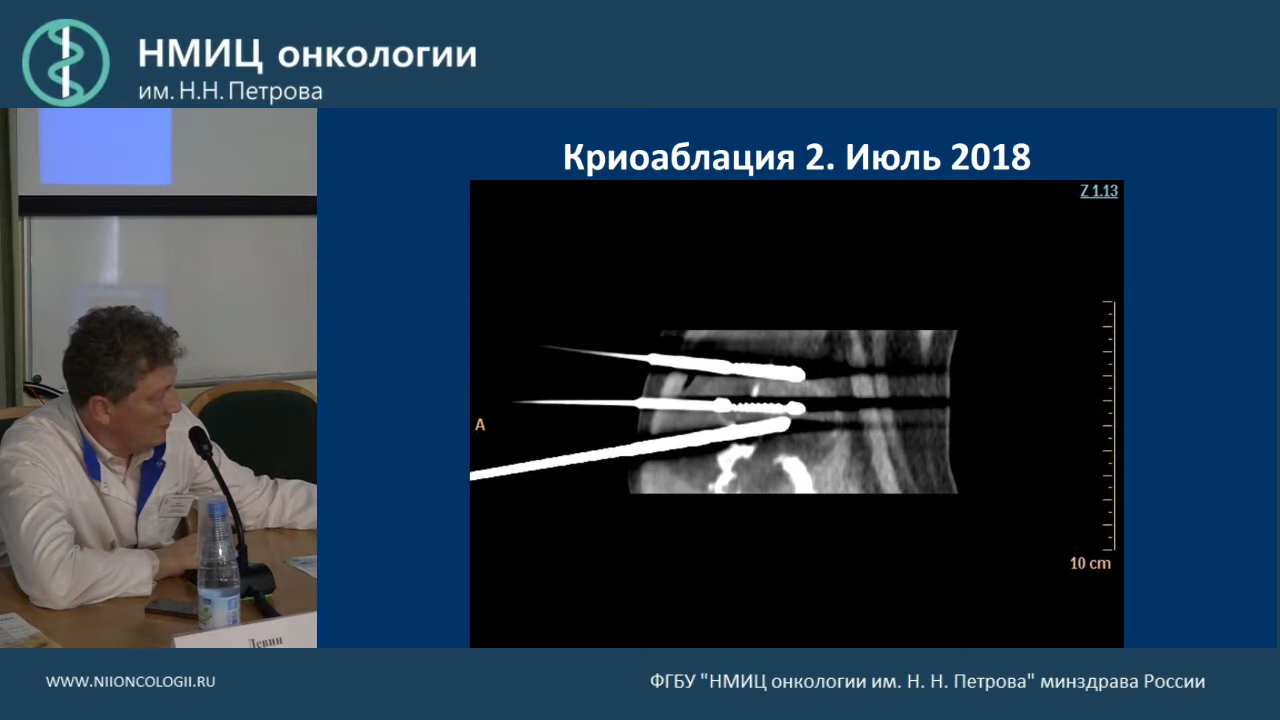 НМИЦ онкологии
им. Н.Н. Петрова
Криоаблация 2. Июль 2018
Z 1.13
A
10 cm
Левин
WWW.NIIONCOLOGII.RU
ФГБУ "НМИЦ онкологии им. Н. Н. Петрова" минздрава России